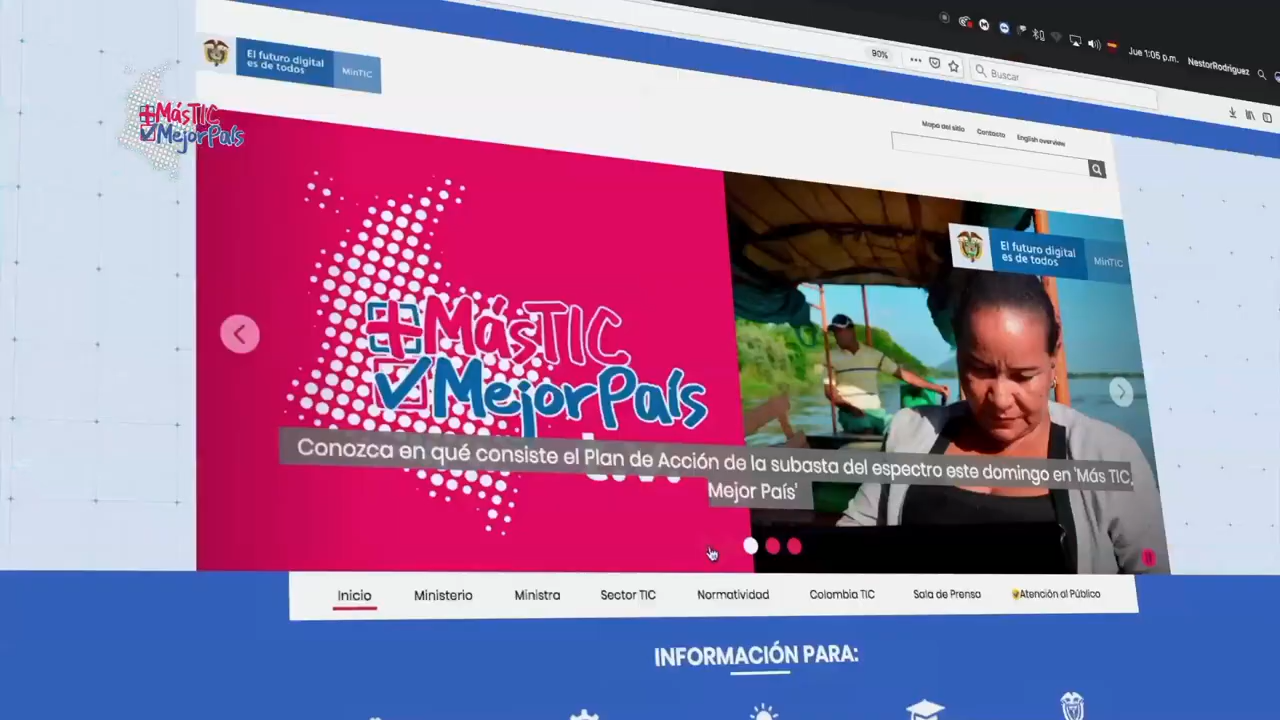 Jue 1:05 p.m. NestorRodriguez
90%
Buscar
El futuro digital
es de todos
MinTIC
+MásTIC
MejorPaís
Mapa del sitio Contacto English overview
El futuro digital
es de todos
MinTIC
+MásTIC
MejorPaís
Conozca en qué consiste el Plan de Acción de la subasta del espectro este domingo en 'Más TIC,
Mejor País'
Inicio Ministerio Ministra Sector TIC Normatividad Colombia TIC Sala de Prensa Atención al Público
INFORMACIÓN PARA: